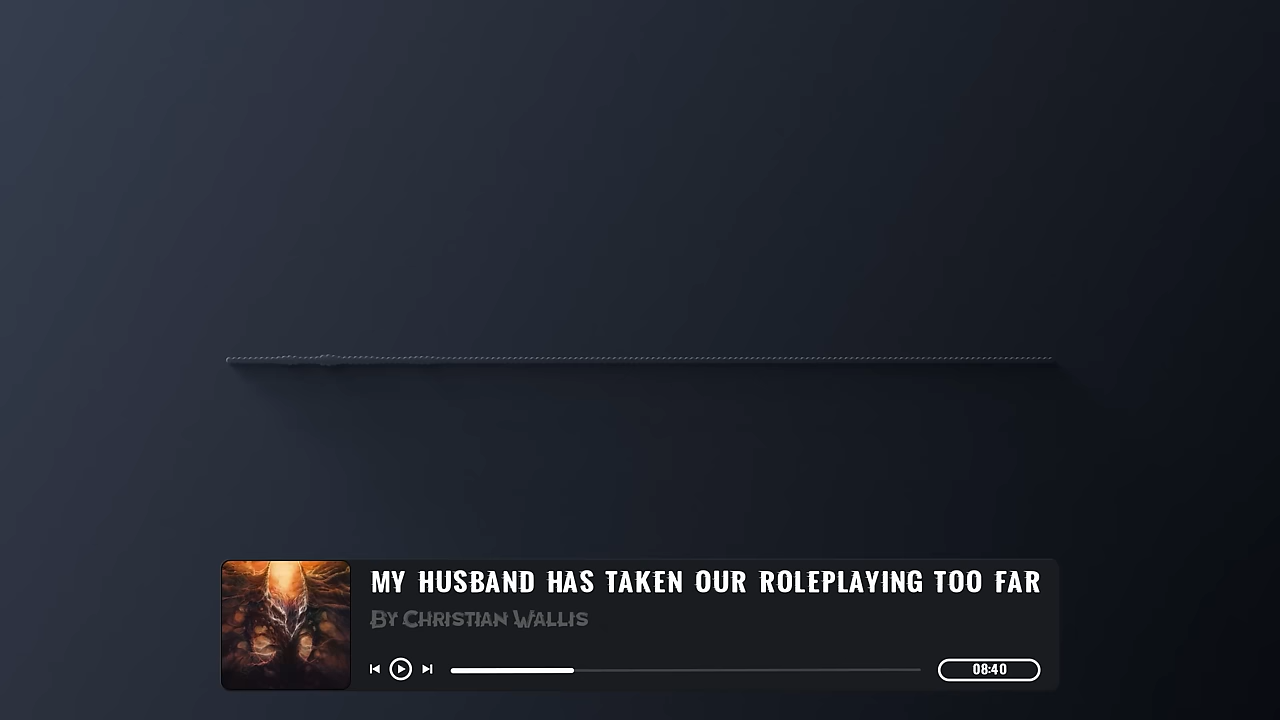 MY HUSBAND HAS TAKEN OUR ROLEPLAYING TOO FAR
BY CHRISTIAN WALLIS
08:40